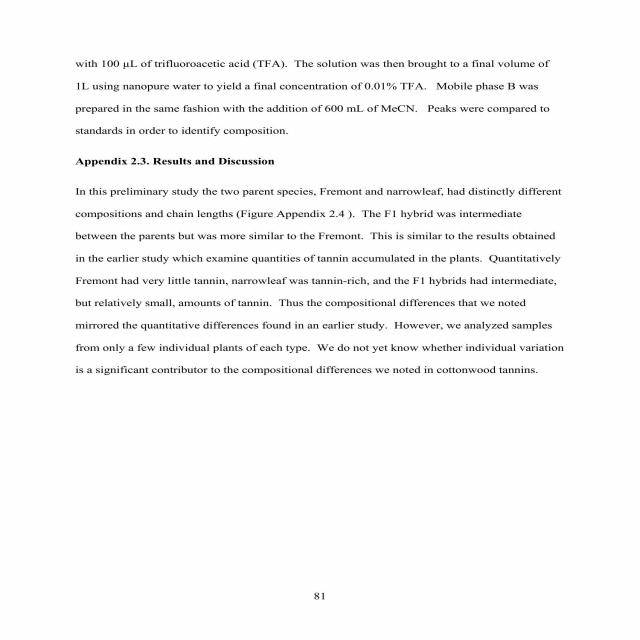 with 100 µL of trifluoroacetic acid (TFA).  The solution was then brought to a final volume of
1L using nanopure water to yield a final concentration of 0.01% TFA.   Mobile phase B was
prepared in the same fashion with the addition of 600 mL of MeCN.   Peaks were compared to
standards in order to identify composition.
Appendix 2.3. Results and Discussion
In this preliminary study the two parent species, Fremont and narrowleaf, had distinctly different
compositions and chain lengths (Figure Appendix 2.4 ).  The F1 hybrid was intermediate
between the parents but was more similar to the Fremont.  This is similar to the results obtained
in the earlier study which examine quantities of tannin accumulated in the plants.  Quantitatively
Fremont had very little tannin, narrowleaf was tannin-rich, and the F1 hybrids had intermediate,
but relatively small, amounts of tannin.  Thus the compositional differences that we noted
mirrored the quantitative differences found in an earlier study.  However, we analyzed samples
from only a few individual plants of each type.  We do not yet know whether individual variation
is a significant contributor to the compositional differences we noted in cottonwood tannins.
81